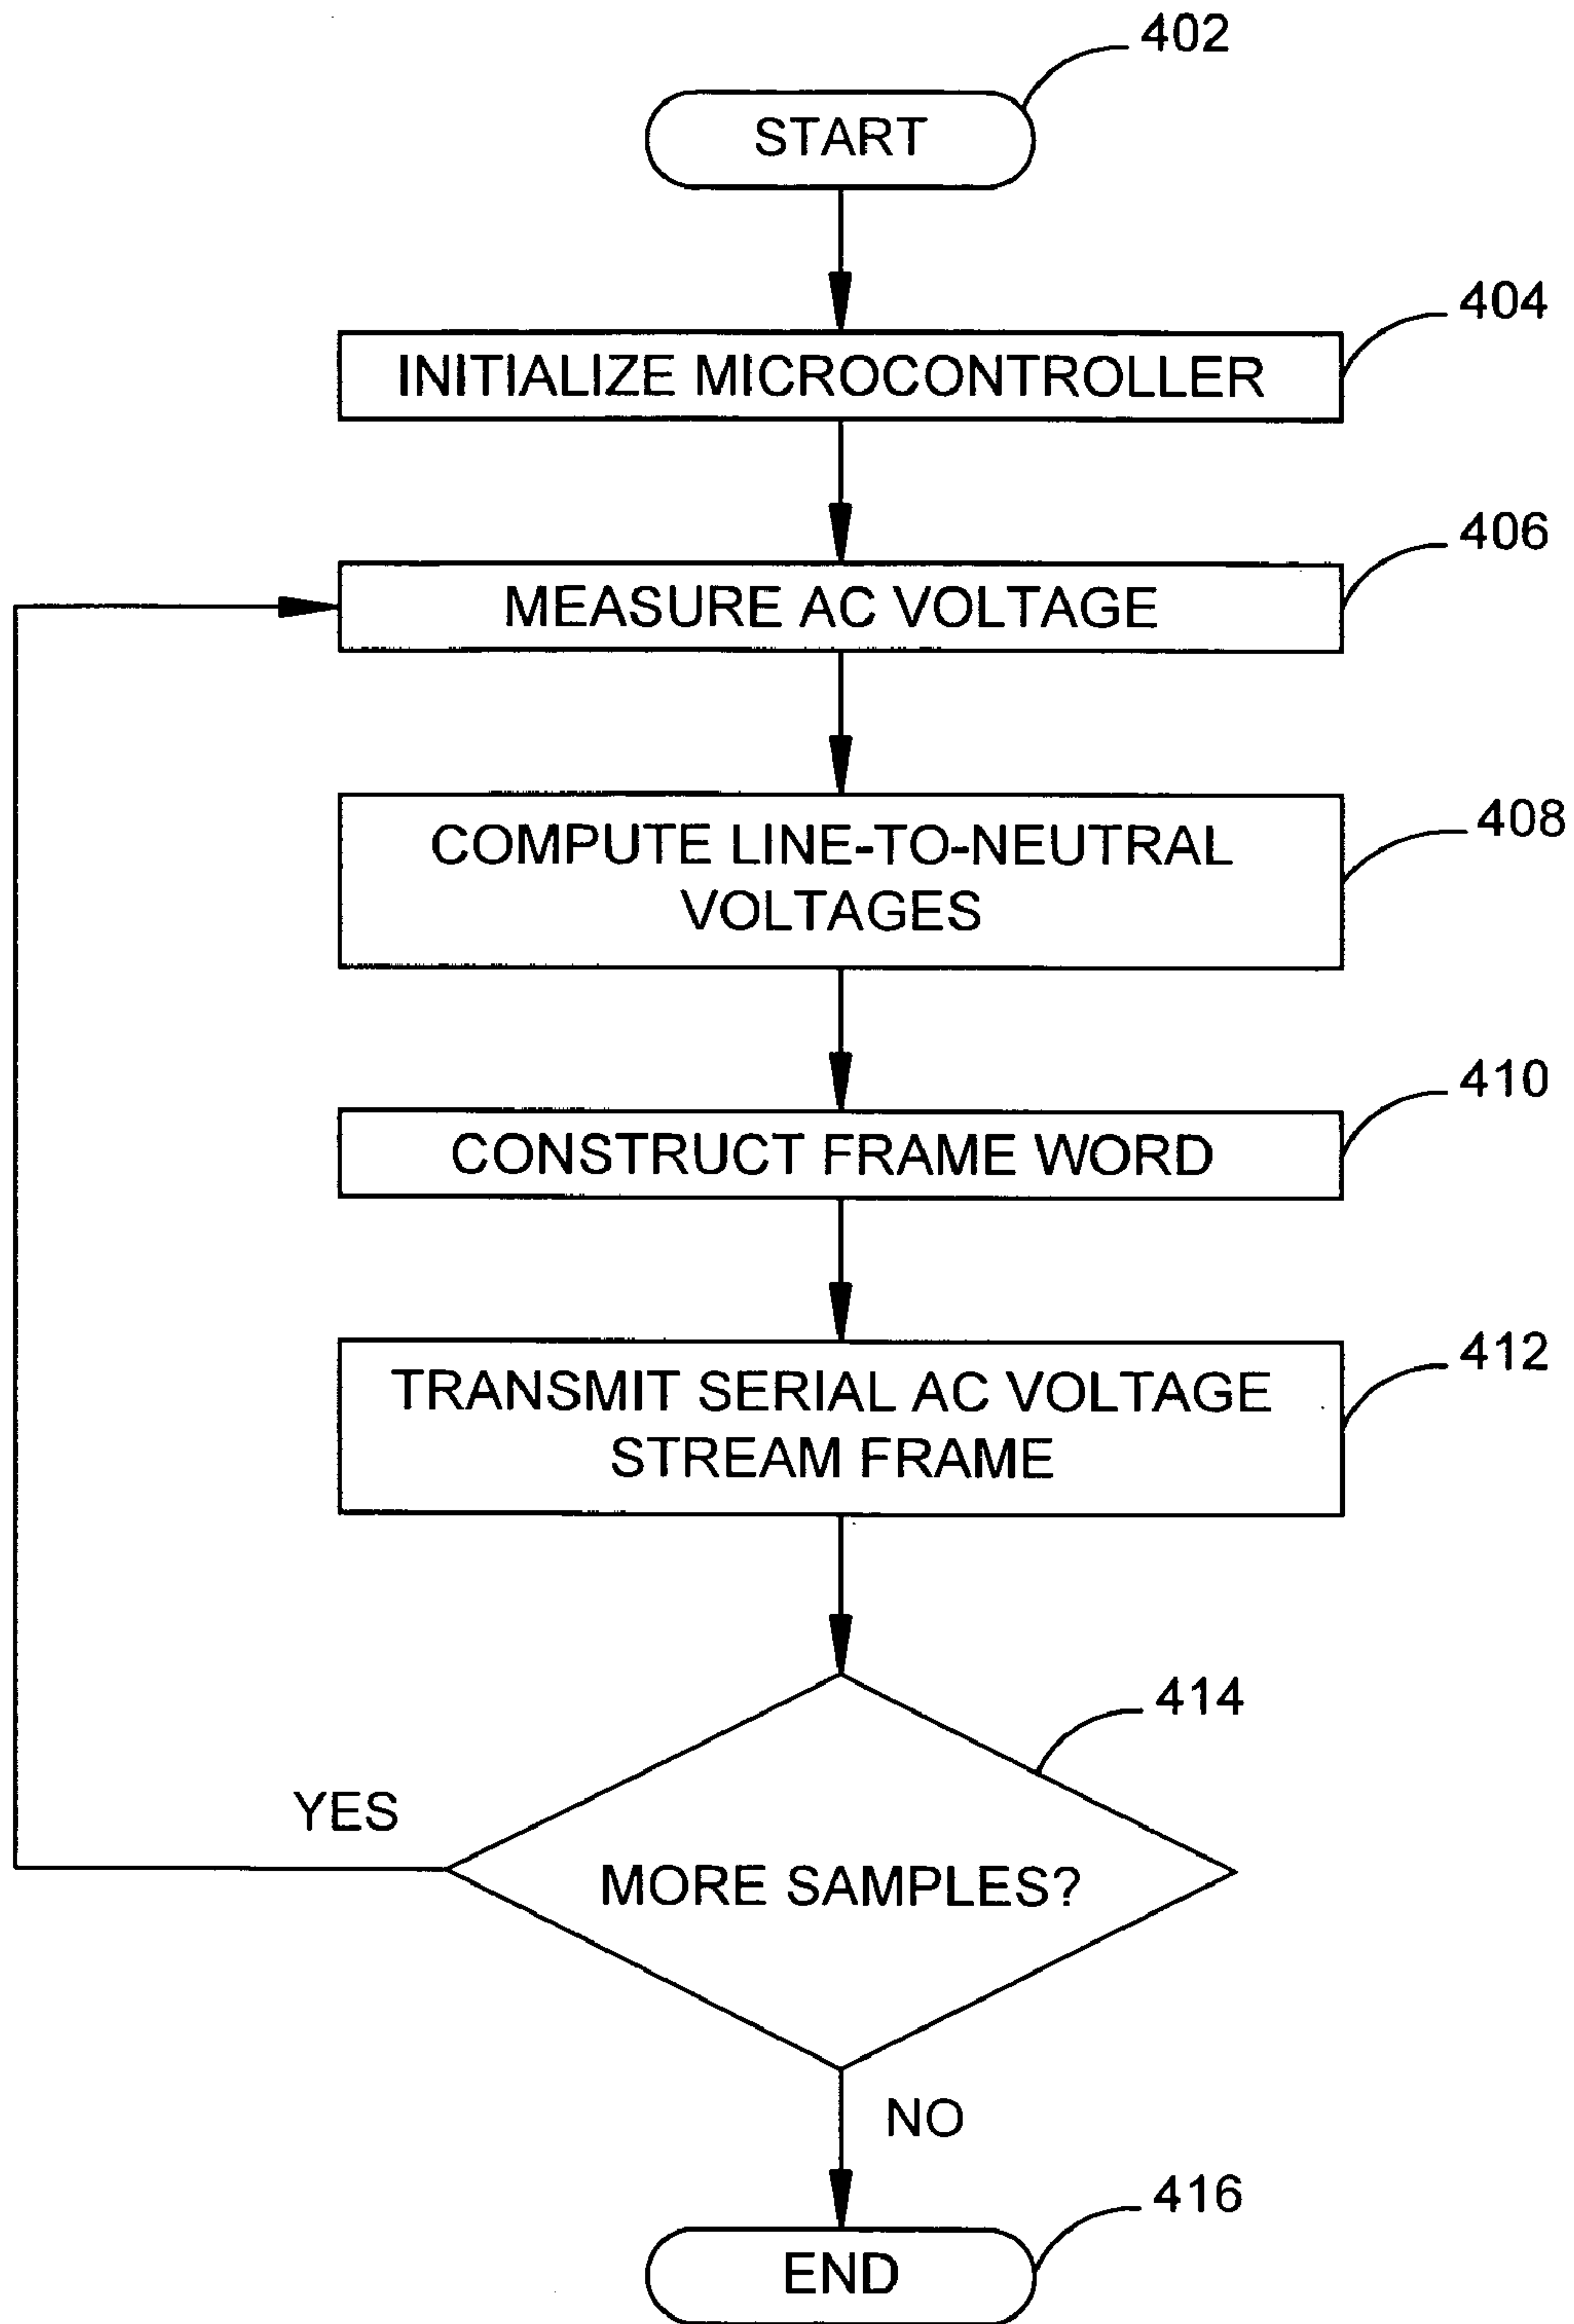 402
START
404
INITIALIZE MICROCONTROLLER
406
MEASURE AC VOLTAGE
408
COMPUTE LINE-TO-NEUTRAL
VOLTAGES
410
CONSTRUCT FRAME WORD
412
TRANSMIT SERIAL AC VOLTAGE
STREAM FRAME
414
YES
MORE SAMPLES?
NO
416
END